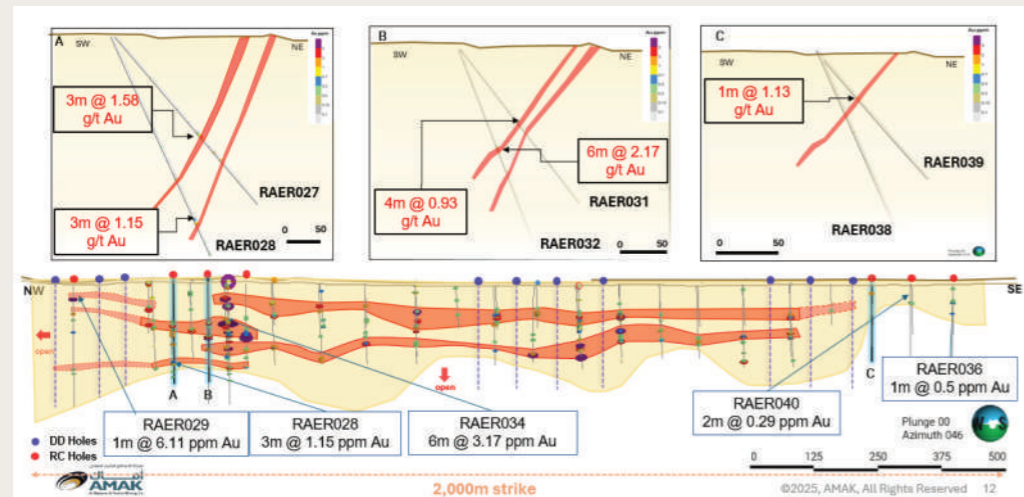 A
SW
NE
3m @ 1.58
g/t Au
3m @ 1.15
g/t Au
RAER027
RAER028
0 50
B
SW
NE
4m @ 0.93
g/t Au
6m @ 2.17
g/t Au
RAER031
RAER032
0 50
C
SW
NE
1m @ 1.13
g/t Au
RAER039
RAER038
0 50
NW
SE
open
open
A
B
C
RAER029
1m @ 6.11 ppm Au
RAER028
3m @ 1.15 ppm Au
RAER034
6m @ 3.17 ppm Au
RAER040
2m @ 0.29 ppm Au
RAER036
1m @ 0.5 ppm Au
DD Holes
RC Holes
Plunge 00
Azimuth 046
0 125 250 375 500
أماك
AMAK
2,000m strike
©2025, AMAK, All Rights Reserved 12